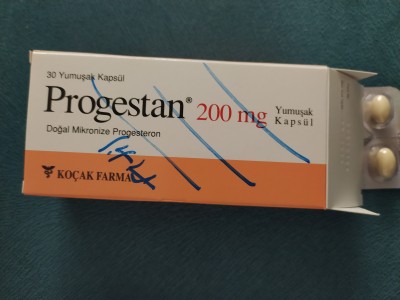 30 Yumuşak Kapsül
Progestan® 200 mg Yumuşak Kapsül
Doğal Mikronize Progesteron
KOÇAK FARMA